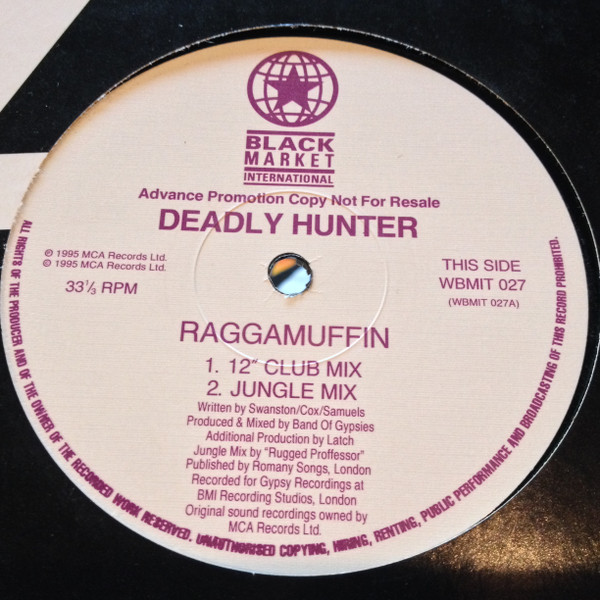 BLACK
MARKET
INTERNATIONAL
Advance Promotion Copy Not For Resale
DEADLY HUNTER
℗ 1995 MCA Records Ltd.
© 1995 MCA Records Ltd.
33⅓ RPM
THIS SIDE
WBMIT 027
(WBMIT 027A)
RAGGAMUFFIN
1. 12" CLUB MIX
2. JUNGLE MIX
Written by Swanston/Cox/Samuels
Produced & Mixed by Band Of Gypsies
Additional Production by Latch
Jungle Mix by "Rugged Proffessor"
Published by Romany Songs, London
Recorded for Gypsy Recordings at
BMI Recording Studios, London
Original sound recordings owned by
MCA Records Ltd.
ALL RIGHTS OF THE PRODUCER AND OF THE OWNER OF THE RECORDED WORK RESERVED. UNAUTHORISED COPYING, HIRING, RENTING, PUBLIC PERFORMANCE AND BROADCASTING OF THIS RECORD PROHIBITED.